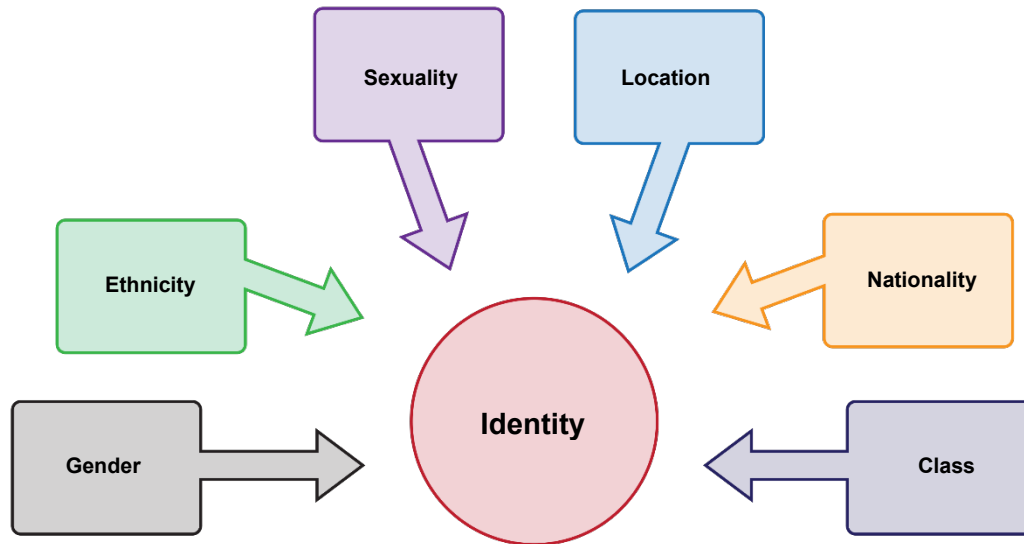 Sexuality
Location
Ethnicity
Nationality
Identity
Gender
Class